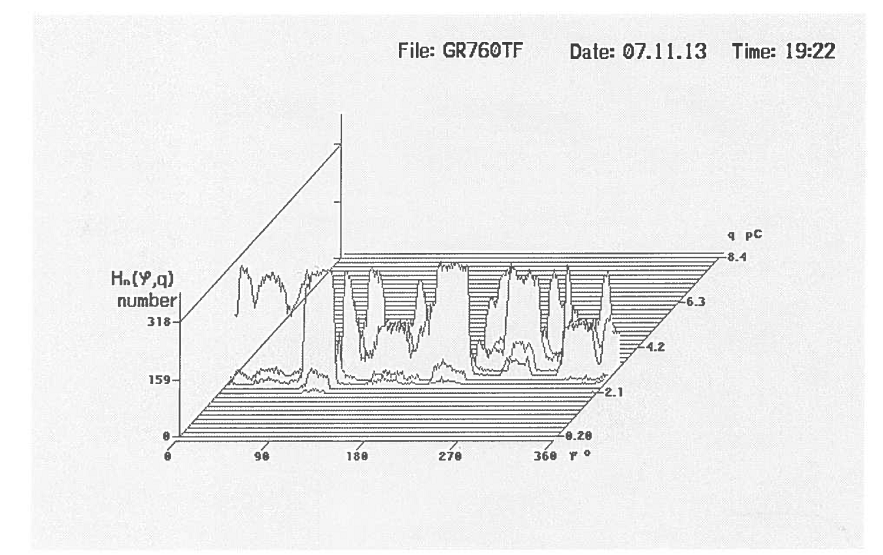 File: GR760TF Date: 07.11.13 Time: 19:22
q pC
8.4
Hₙ(φ,q)
number
6.3
318
4.2
159
2.1
0 0.20
0 90 180 270 360 φ °